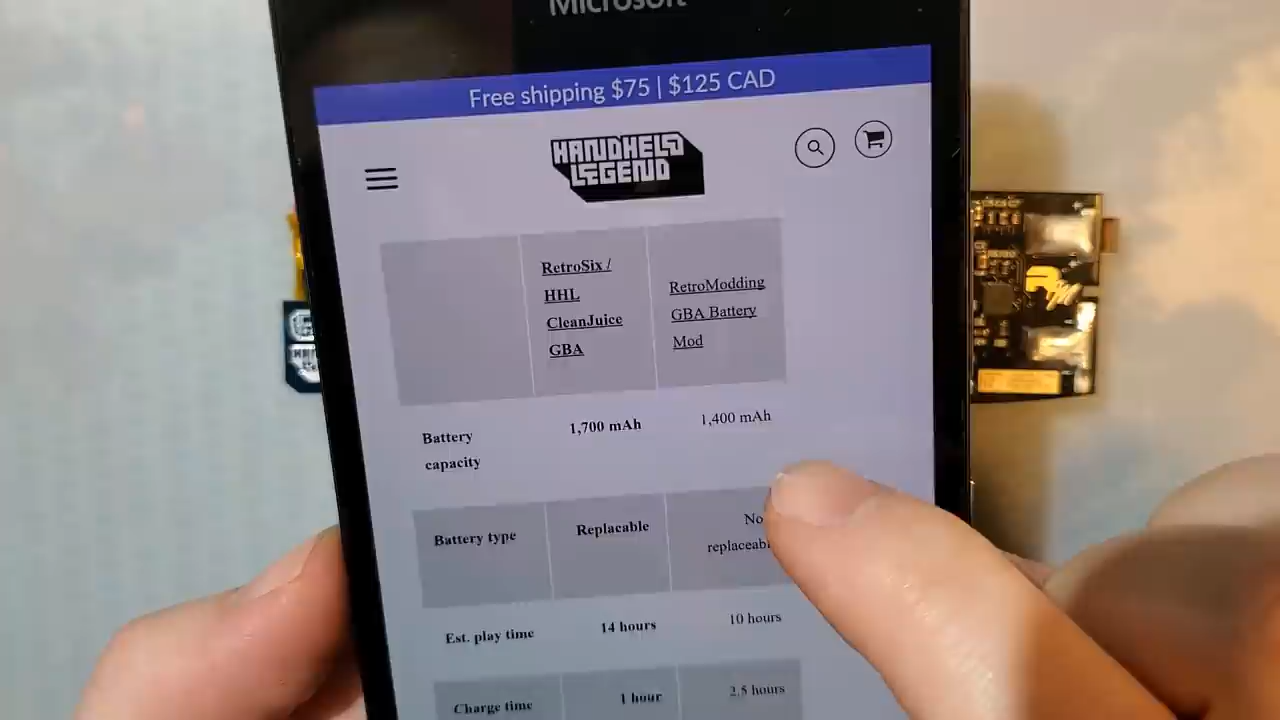 Microsoft
Free shipping $75 | $125 CAD
HANDHELD
LEGEND
RetroSix /
HHL
CleanJuice
GBA
RetroModding
GBA Battery
Mod
Battery
capacity
1,700 mAh
1,400 mAh
Battery type
Replacable
replaceab
Est. play time
14 hours
10 hours
Charge time
1 hour
2.5 hours